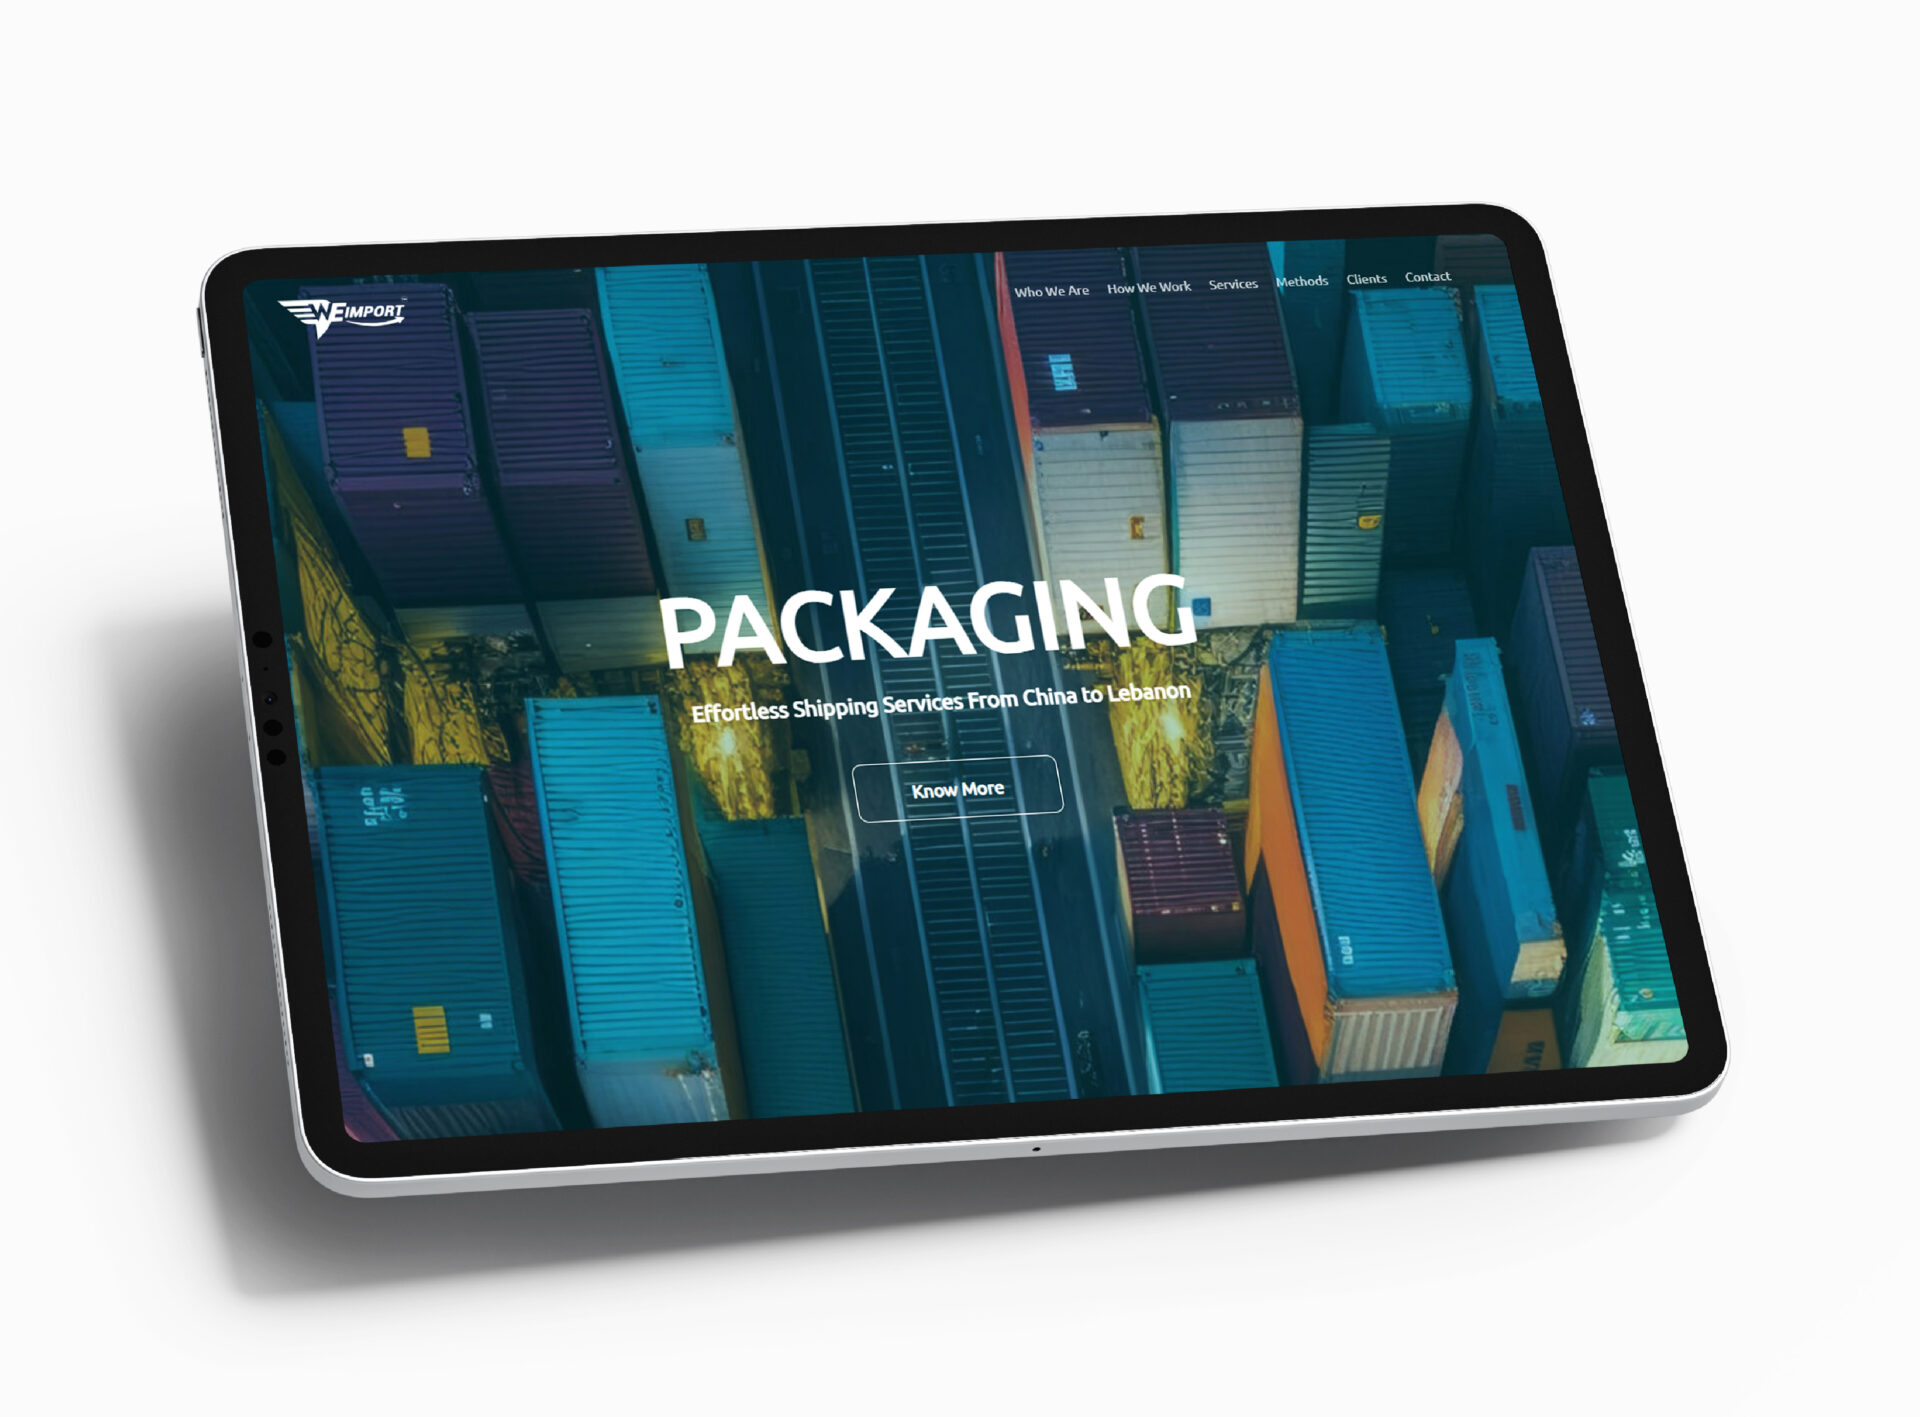 WEIMPORT
Who We Are How We Work Services Methods Clients Contact
PACKAGING
Effortless Shipping Services From China to Lebanon
Know More